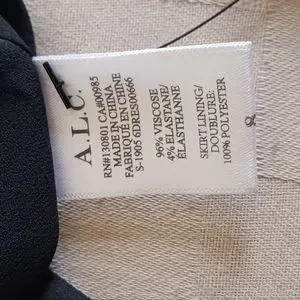 A.L.C.
RN#130801 CA#00985
MADE IN CHINA
FABRIQUÉ EN CHINE
S-1905 6DRES00666
96% VISCOSE/
4% ELASTANE/
ÉLASTHANNE
SKIRT LINING/
DOUBLURE:
100% POLYESTER
8